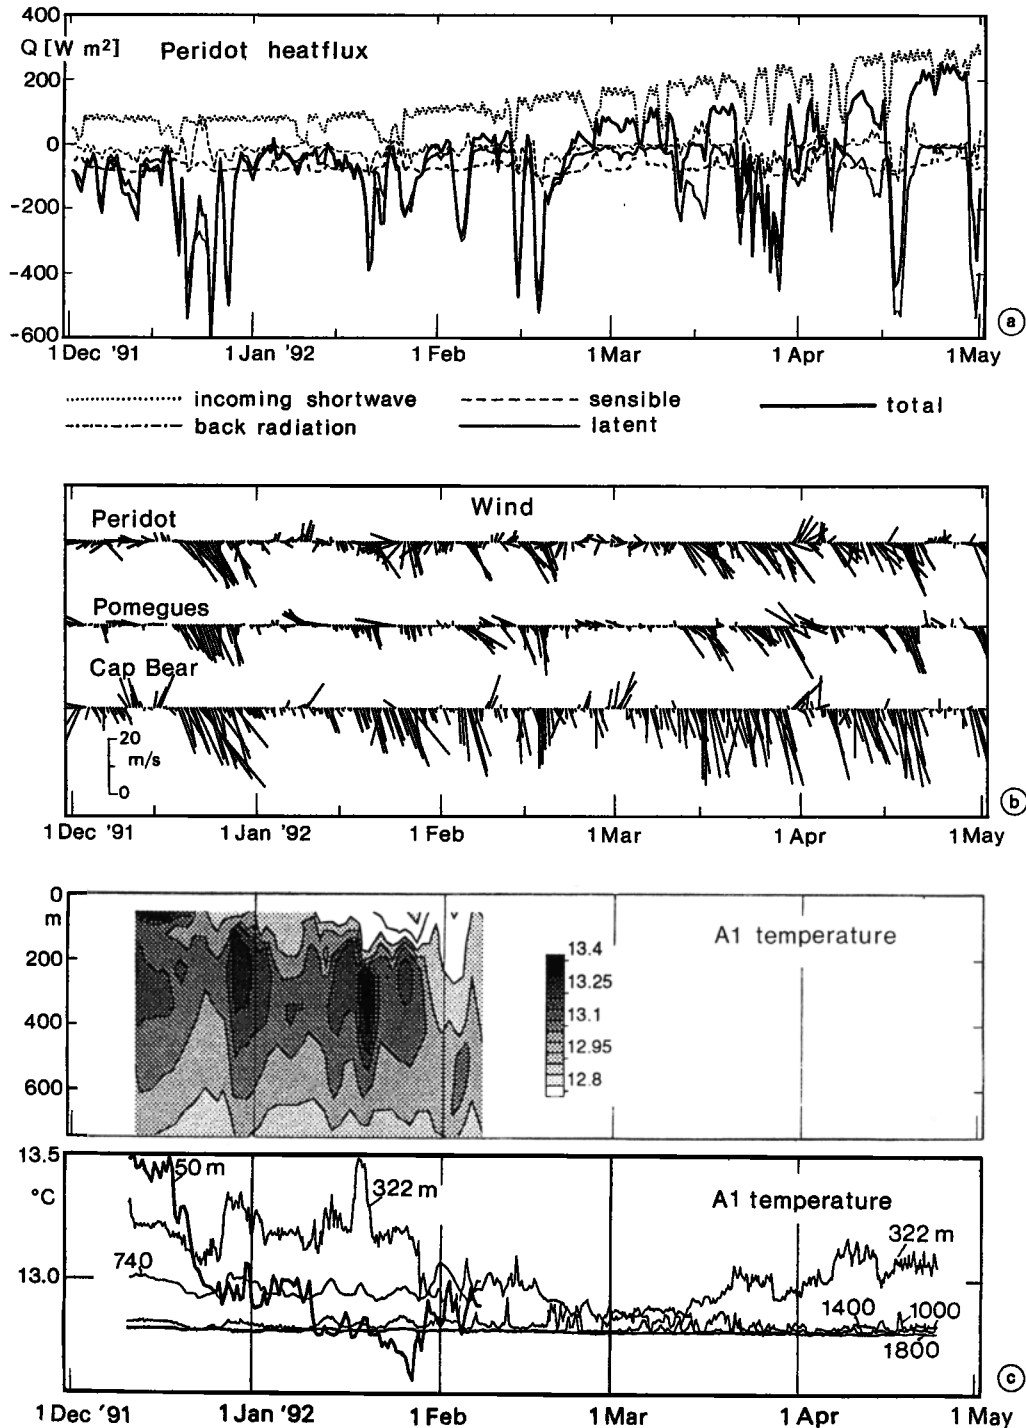 400
Q [W m²] Peridot heatflux
200
0
-200
-400
-600
a
1 Dec '91 1 Jan '92 1 Feb 1 Mar 1 Apr 1 May
incoming shortwave sensible total
back radiation latent
Wind
Peridot
Pomegues
Cap Bear
20
m/s
0
b
1 Dec '91 1 Jan '92 1 Feb 1 Mar 1 Apr 1 May
0
m
200
400
600
A1 temperature
13.4
13.25
13.1
12.95
12.8
13.5
°C
13.0
50 m
322 m
A1 temperature
322 m
740
1400 1000
1800
c
1 Dec '91 1 Jan '92 1 Feb 1 Mar 1 Apr 1 May